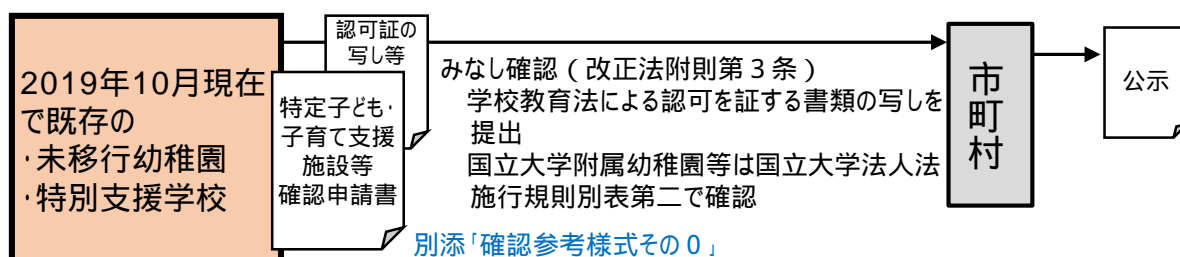 2019年10月現在
で既存の
・未移行幼稚園
・特別支援学校
認可証の
写し等
特定子ども・
子育て支援
施設等
確認申請書
みなし確認（改正法附則第３条）
学校教育法による認可を証する書類の写しを
提出
国立大学附属幼稚園等は国立大学法人法
施行規則別表第二で確認
別添「確認参考様式その０」
市
町
村
公示